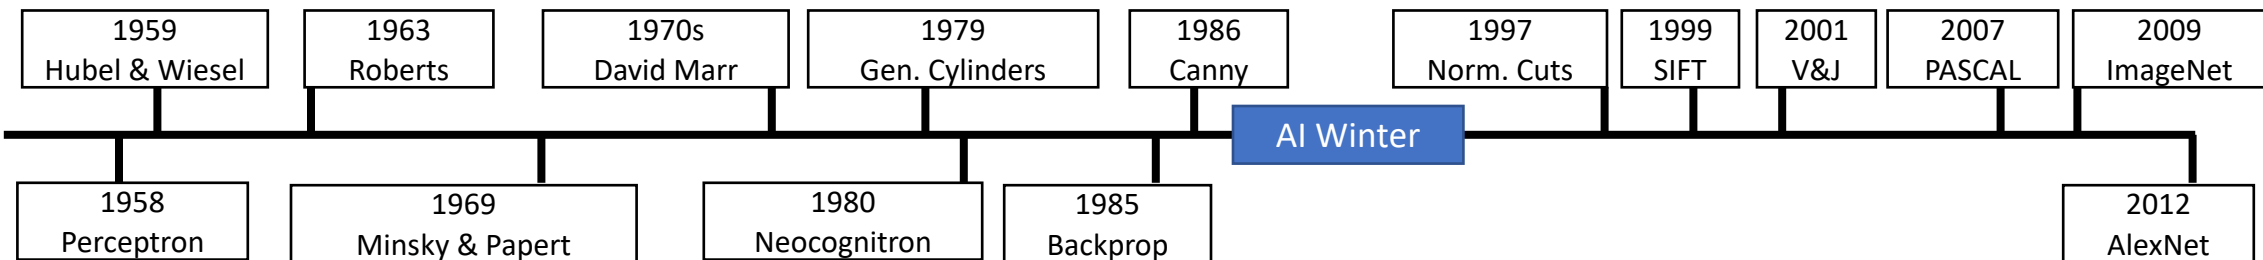 1959
Hubel & Wiesel
1963
Roberts
1970s
David Marr
1979
Gen. Cylinders
1986
Canny
1997
Norm. Cuts
1999
SIFT
2001
V&J
2007
PASCAL
2009
ImageNet
AI Winter
1958
Perceptron
1969
Minsky & Papert
1980
Neocognitron
1985
Backprop
2012
AlexNet